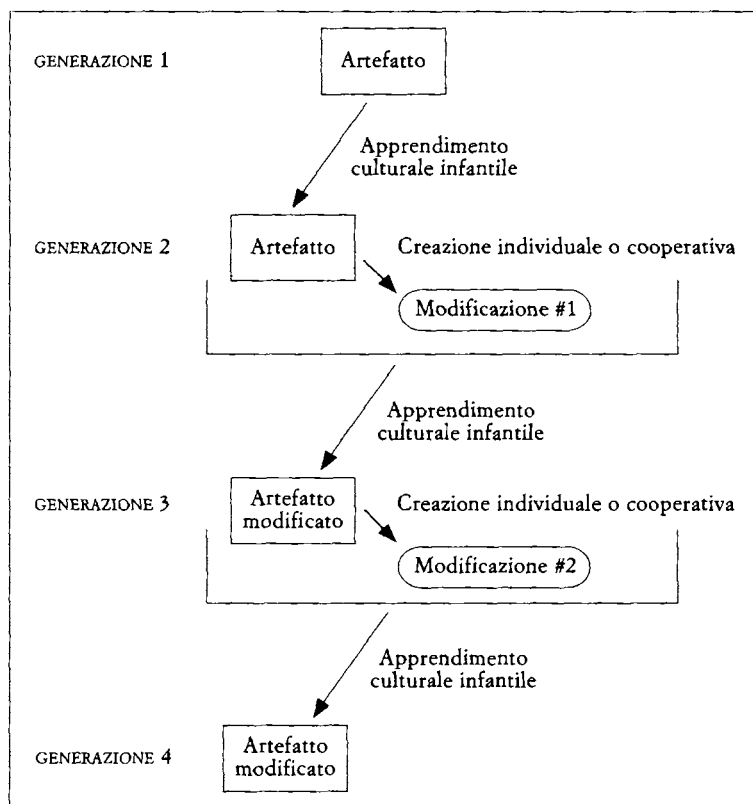 GENERAZIONE 1
Artefatto
Apprendimento
culturale infantile
GENERAZIONE 2
Artefatto
Creazione individuale o cooperativa
Modificazione #1
Apprendimento
culturale infantile
GENERAZIONE 3
Artefatto
modificato
Creazione individuale o cooperativa
Modificazione #2
Apprendimento
culturale infantile
GENERAZIONE 4
Artefatto
modificato